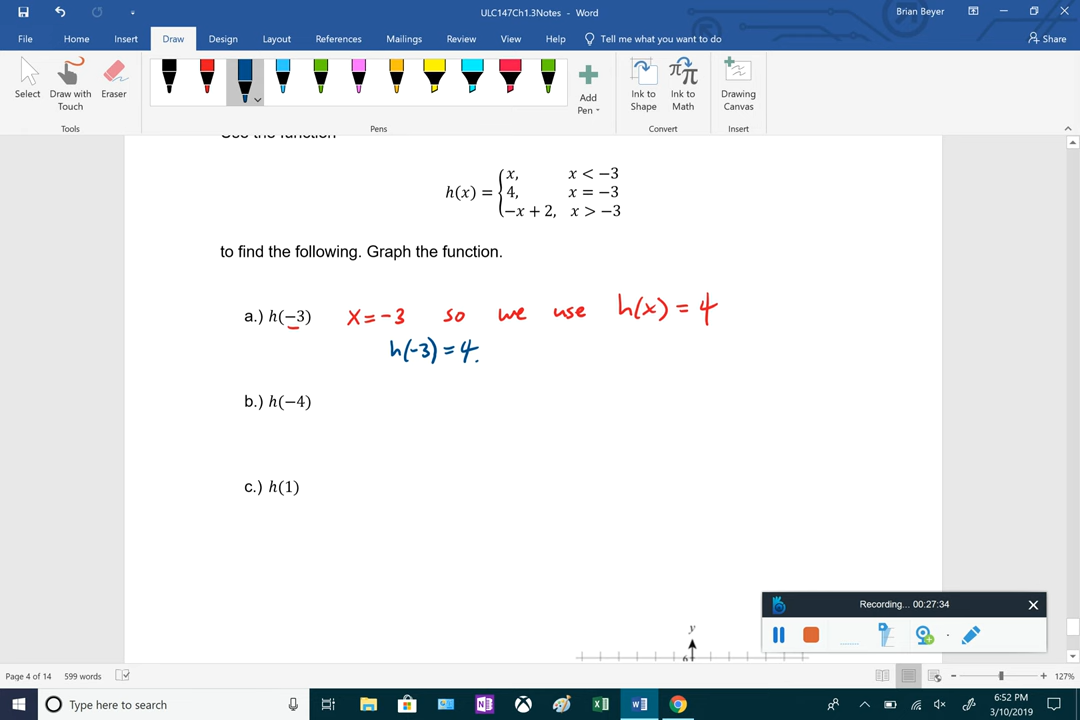 ULC147Ch1.3Notes - Word
Brian Beyer
File Home Insert Draw Design Layout References Mailings Review View Help Tell me what you want to do Share
Select Draw with Touch Eraser Add Pen Ink to Shape Ink to Math Drawing Canvas
Tools Pens Convert Insert
Use the function
h(x) = { x, x < −3
4, x = −3
−x + 2, x > −3
to find the following. Graph the function.
a.) h(−3) x = -3 so we use h(x) = 4
h(-3) = 4.
b.) h(−4)
c.) h(1)
Recording... 00:27:34
y
6
Page 4 of 14 599 words 127%
Type here to search
6:52 PM
3/10/2019